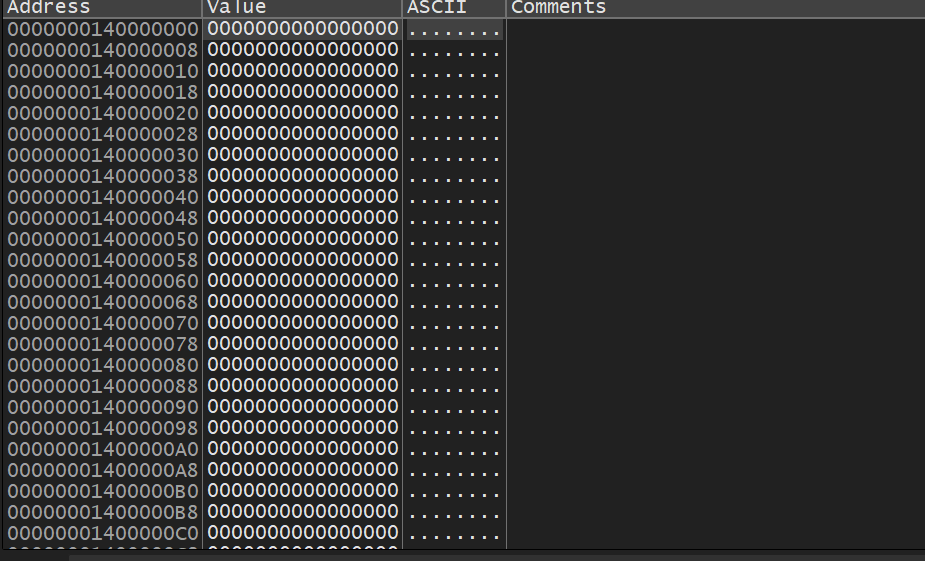 Address Value ASCII Comments
0000000140000000 0000000000000000 ........
0000000140000008 0000000000000000 ........
0000000140000010 0000000000000000 ........
0000000140000018 0000000000000000 ........
0000000140000020 0000000000000000 ........
0000000140000028 0000000000000000 ........
0000000140000030 0000000000000000 ........
0000000140000038 0000000000000000 ........
0000000140000040 0000000000000000 ........
0000000140000048 0000000000000000 ........
0000000140000050 0000000000000000 ........
0000000140000058 0000000000000000 ........
0000000140000060 0000000000000000 ........
0000000140000068 0000000000000000 ........
0000000140000070 0000000000000000 ........
0000000140000078 0000000000000000 ........
0000000140000080 0000000000000000 ........
0000000140000088 0000000000000000 ........
0000000140000090 0000000000000000 ........
0000000140000098 0000000000000000 ........
00000001400000A0 0000000000000000 ........
00000001400000A8 0000000000000000 ........
00000001400000B0 0000000000000000 ........
00000001400000B8 0000000000000000 ........
00000001400000C0 0000000000000000 ........